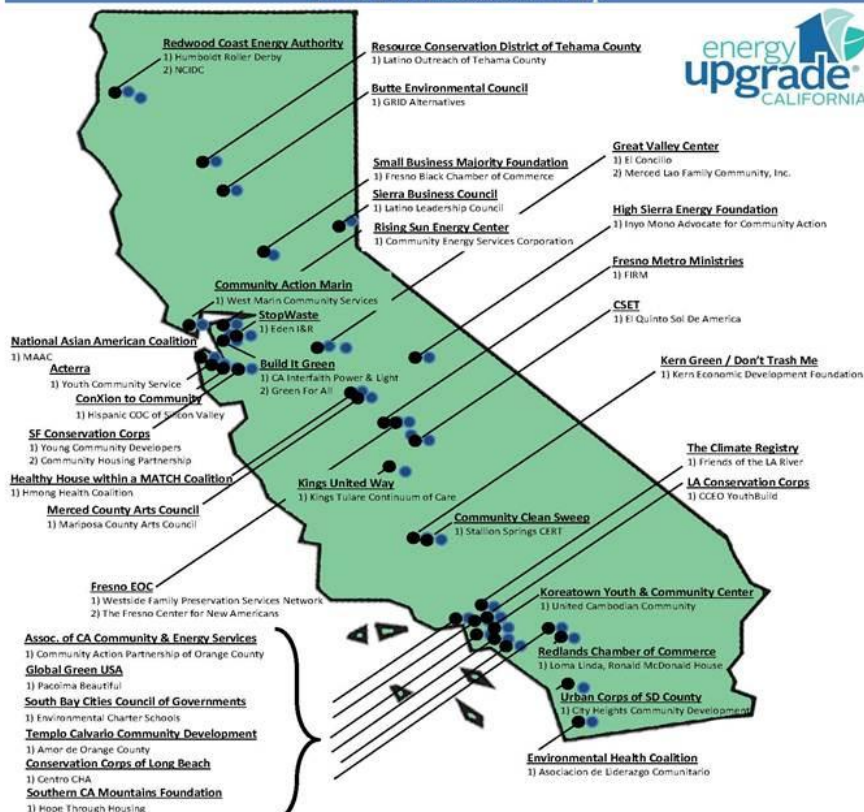 energy
upgrade
CALIFORNIA
Redwood Coast Energy Authority
1) Humboldt Roller Derby
2) NCIDC
Resource Conservation District of Tehama County
1) Latino Outreach of Tehama County
Butte Environmental Council
1) GRID Alternatives
Great Valley Center
1) El Concilio
2) Merced Lao Family Community, Inc.
Small Business Majority Foundation
1) Fresno Black Chamber of Commerce
Sierra Business Council
1) Latino Leadership Council
High Sierra Energy Foundation
1) Inyo Mono Advocate for Community Action
Rising Sun Energy Center
1) Community Energy Services Corporation
Fresno Metro Ministries
1) FIRM
Community Action Marin
1) West Marin Community Services
CSET
1) El Quinto Sol De America
StopWaste
1) Eden I&R
National Asian American Coalition
1) MAAC
Build It Green
1) CA Interfaith Power & Light
2) Green For All
Kern Green / Don't Trash Me
1) Kern Economic Development Foundation
Acterra
1) Youth Community Service
ConXion to Community
1) Hispanic COC of Silicon Valley
SF Conservation Corps
1) Young Community Developers
2) Community Housing Partnership
The Climate Registry
1) Friends of the LA River
Healthy House within a MATCH Coalition
1) Hmong Health Coalition
Kings United Way
1) Kings Tulare Continuum of Care
LA Conservation Corps
1) CCEO YouthBuild
Merced County Arts Council
1) Mariposa County Arts Council
Community Clean Sweep
1) Stallion Springs CERT
Fresno EOC
1) Westside Family Preservation Services Network
2) The Fresno Center for New Americans
Koreatown Youth & Community Center
1) United Cambodian Community
Assoc. of CA Community & Energy Services
1) Community Action Partnership of Orange County
Global Green USA
1) Pacoima Beautiful
South Bay Cities Council of Governments
1) Environmental Charter Schools
Templo Calvario Community Development
1) Amor de Orange County
Conservation Corps of Long Beach
1) Centro CHA
Southern CA Mountains Foundation
1) Hope Through Housing
Redlands Chamber of Commerce
1) Loma Linda, Ronald McDonald House
Urban Corps of SD County
1) City Heights Community Development
Environmental Health Coalition
1) Asociacion de Liderazgo Comunitario